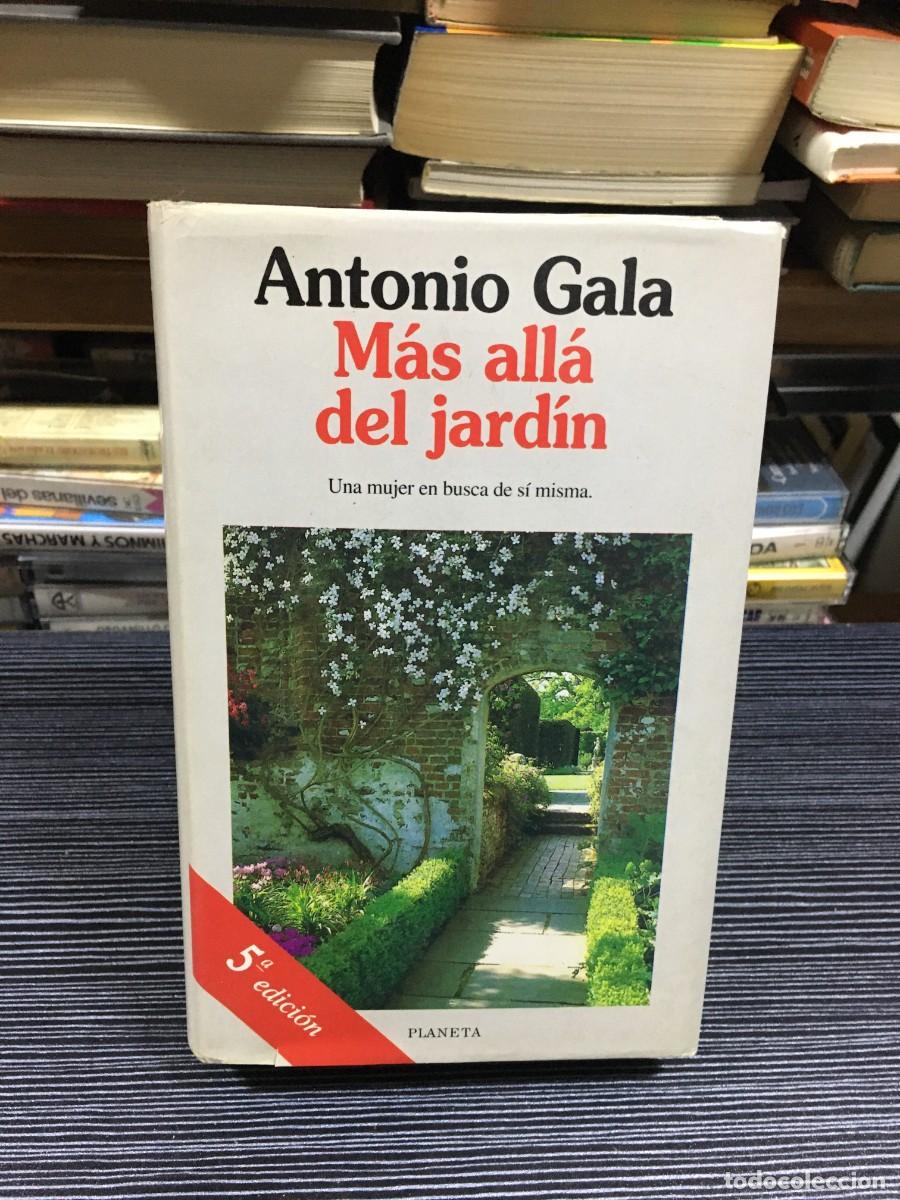 Antonio Gala
Más allá
del jardín
Una mujer en busca de sí misma.
5ª
edición
PLANETA
sevillanas del
HIMNOS Y MARCHAS
todocoleccion